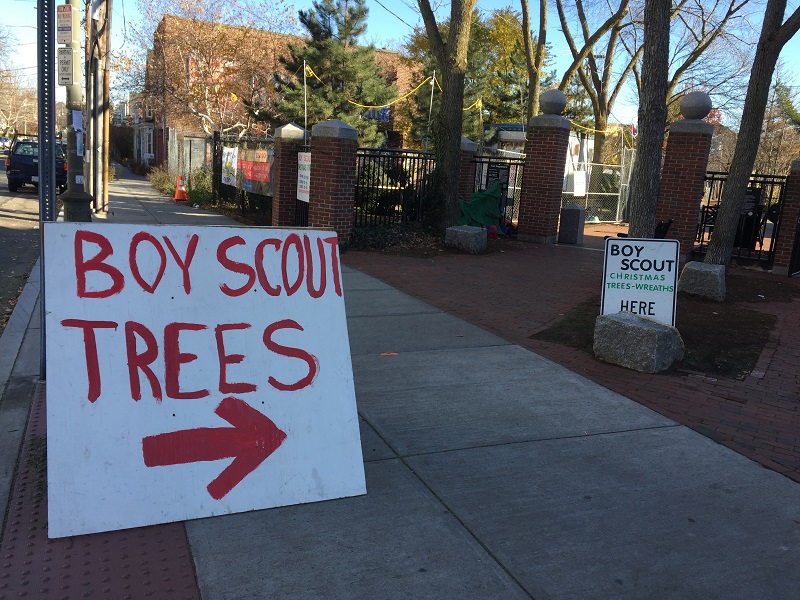 BOY SCOUT
TREES
BOY
SCOUT
CHRISTMAS
TREES-WREATHS
HERE